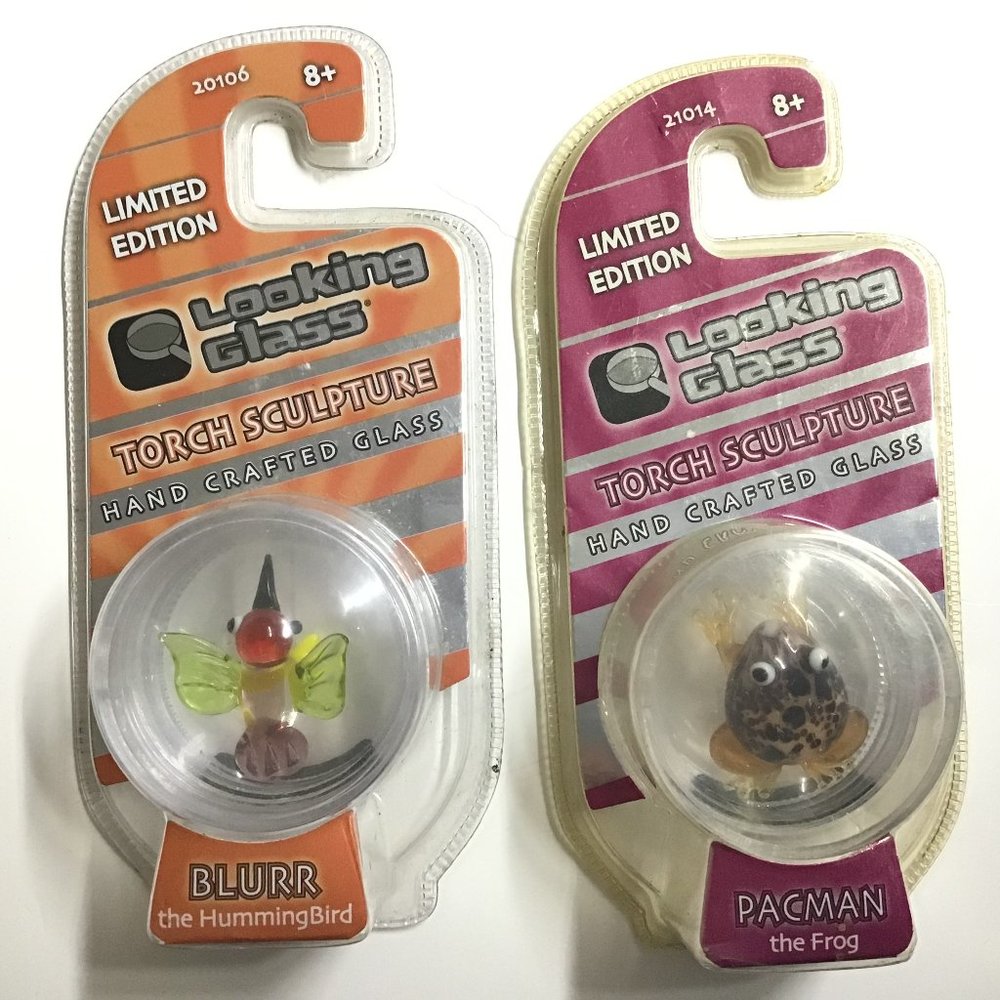 20106
8+
LIMITED
EDITION
Looking
Glass
TORCH SCULPTURE
HAND CRAFTED GLASS
BLURR
the HummingBird
21014
8+
LIMITED
EDITION
Looking
Glass
TORCH SCULPTURE
HAND CRAFTED GLASS
PACMAN
the Frog